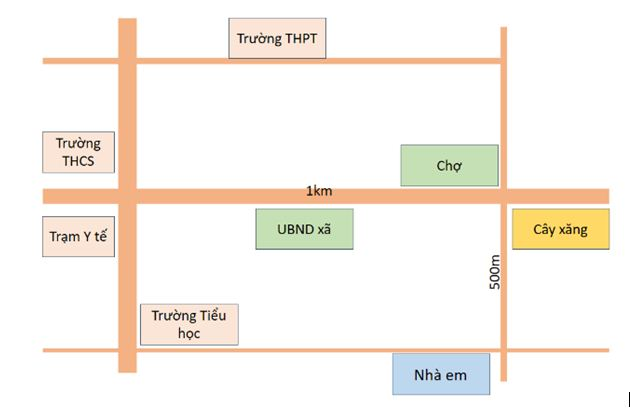 Trường THPT
Trường
THCS
Chợ
1km
Trạm Y tế
UBND xã
Cây xăng
500m
Trường Tiểu
học
Nhà em